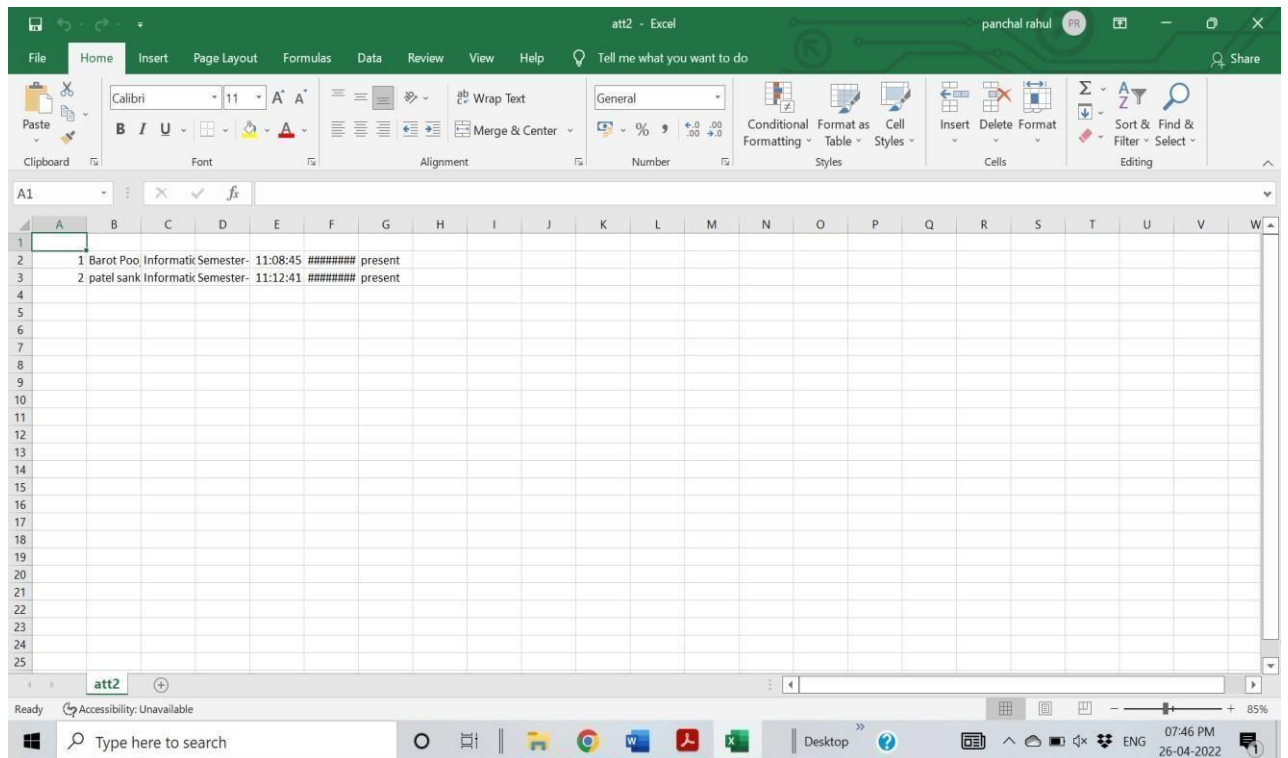 att2 - Excel
panchal rahul PR
File Home Insert Page Layout Formulas Data Review View Help Tell me what you want to do Share
Paste Calibri 11 Wrap Text General Conditional Formatting Format as Table Cell Styles Insert Delete Format Sort & Filter Find & Select
B I U Merge & Center
Clipboard Font Alignment Number Styles Cells Editing
A1 fx
A B C D E F G H I J K L M N O P Q R S T U V W
1
2 1 Barot Poo Informatic Semester- 11:08:45 ######## present
3 2 patel sank Informatic Semester- 11:12:41 ######## present
4
5
6
7
8
9
10
11
12
13
14
15
16
17
18
19
20
21
22
23
24
25
att2
Ready Accessibility: Unavailable 85%
Type here to search Desktop ENG 07:46 PM
26-04-2022